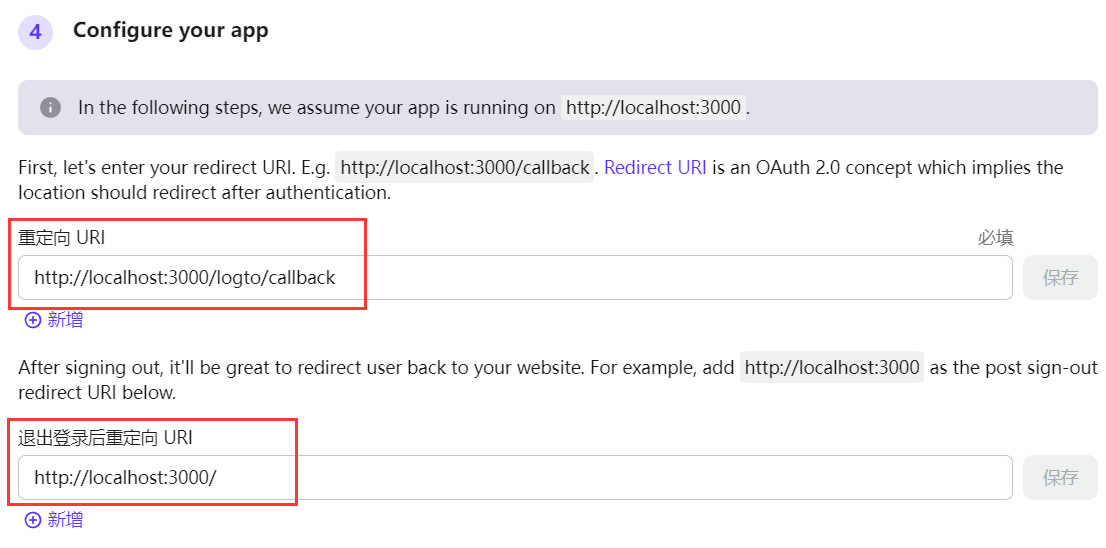 4 Configure your app
In the following steps, we assume your app is running on http://localhost:3000.
First, let's enter your redirect URI. E.g. http://localhost:3000/callback. Redirect URI is an OAuth 2.0 concept which implies the
location should redirect after authentication.
重定向 URI 必填
http://localhost:3000/logto/callback 保存
新增
After signing out, it'll be great to redirect user back to your website. For example, add http://localhost:3000 as the post sign-out
redirect URI below.
退出登录后重定向 URI
http://localhost:3000/ 保存
新增